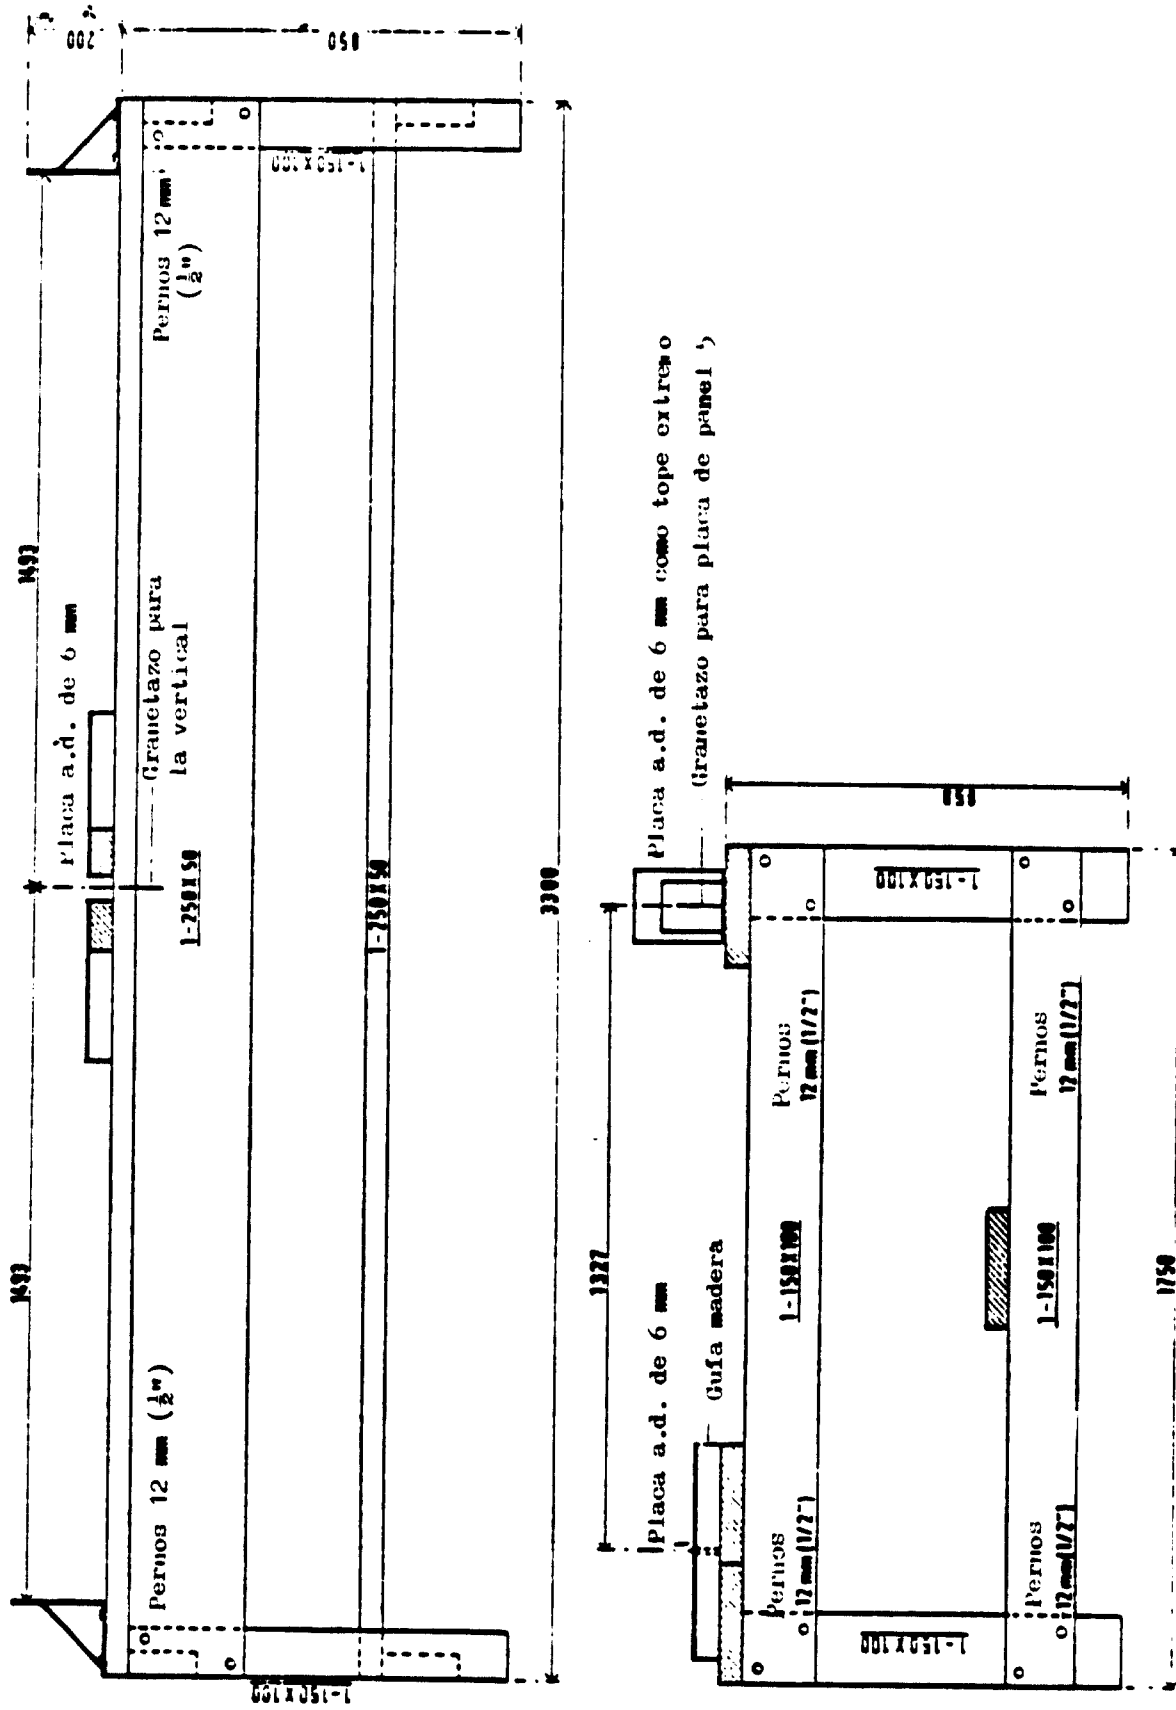 200
850
1493
1493
Placa a.d. de 6 mm
Granetazo para
la vertical
Pernos 12 mm (½")
Pernos 12 mm
(½")
1-250X50
1-250X50
1-150X100
1-150X100
3300
1327
Placa a.d. de 6 mm
Guía madera
Placa a.d. de 6 mm como tope extremo
Granetazo para placa de panel 5
850
Pernos
12 mm (1/2")
Pernos
12 mm (1/2")
1-150X100
1-150X100
1-150X100
Pernos
12 mm (1/2")
Pernos
12 mm (1/2")
1-150X100
1750